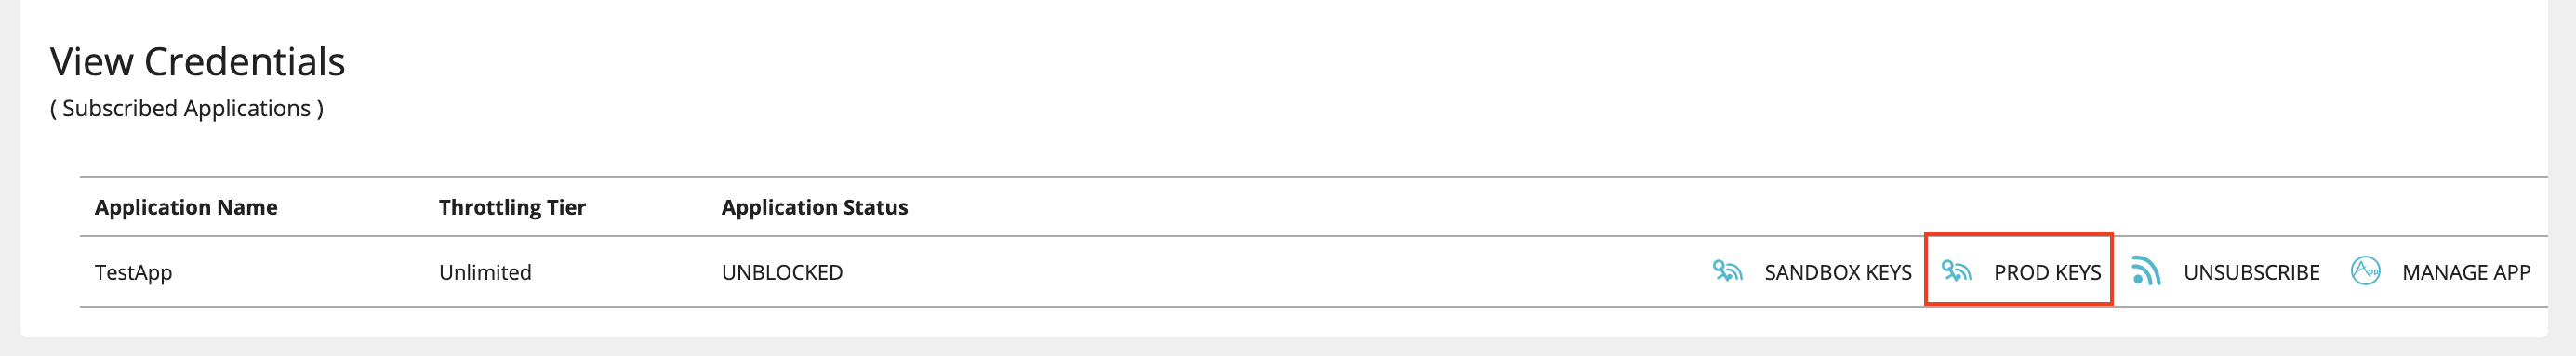 View Credentials
( Subscribed Applications )
Application Name Throttling Tier Application Status
TestApp Unlimited UNBLOCKED SANDBOX KEYS PROD KEYS UNSUBSCRIBE App MANAGE APP